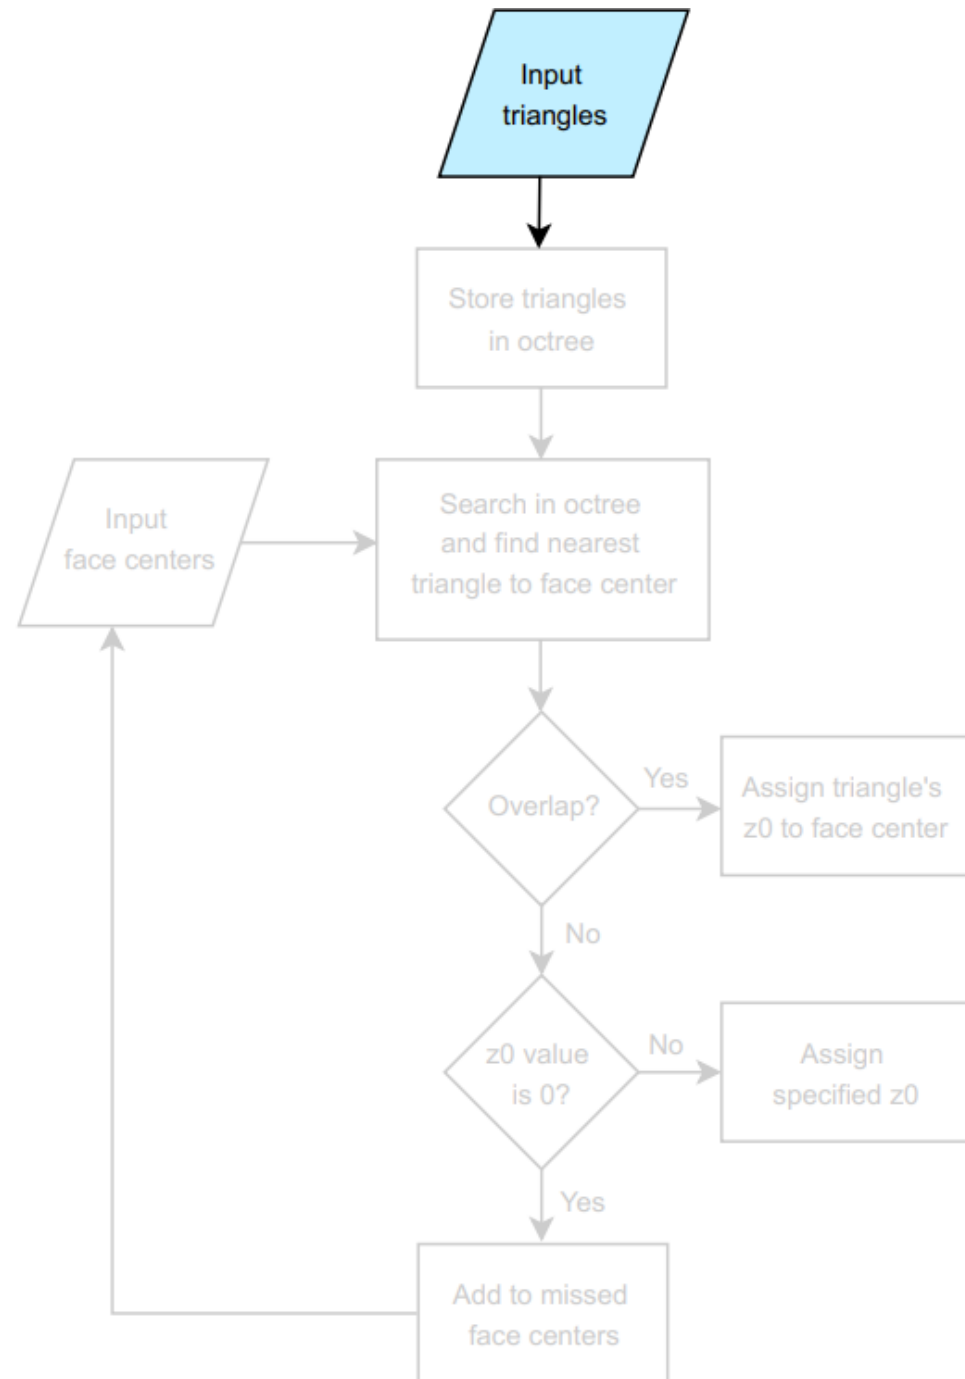 Input
triangles
Store triangles
in octree
Input
face centers
Search in octree
and find nearest
triangle to face center
Overlap?
Yes
Assign triangle's
z0 to face center
No
z0 value
is 0?
No
Assign
specified z0
Yes
Add to missed
face centers